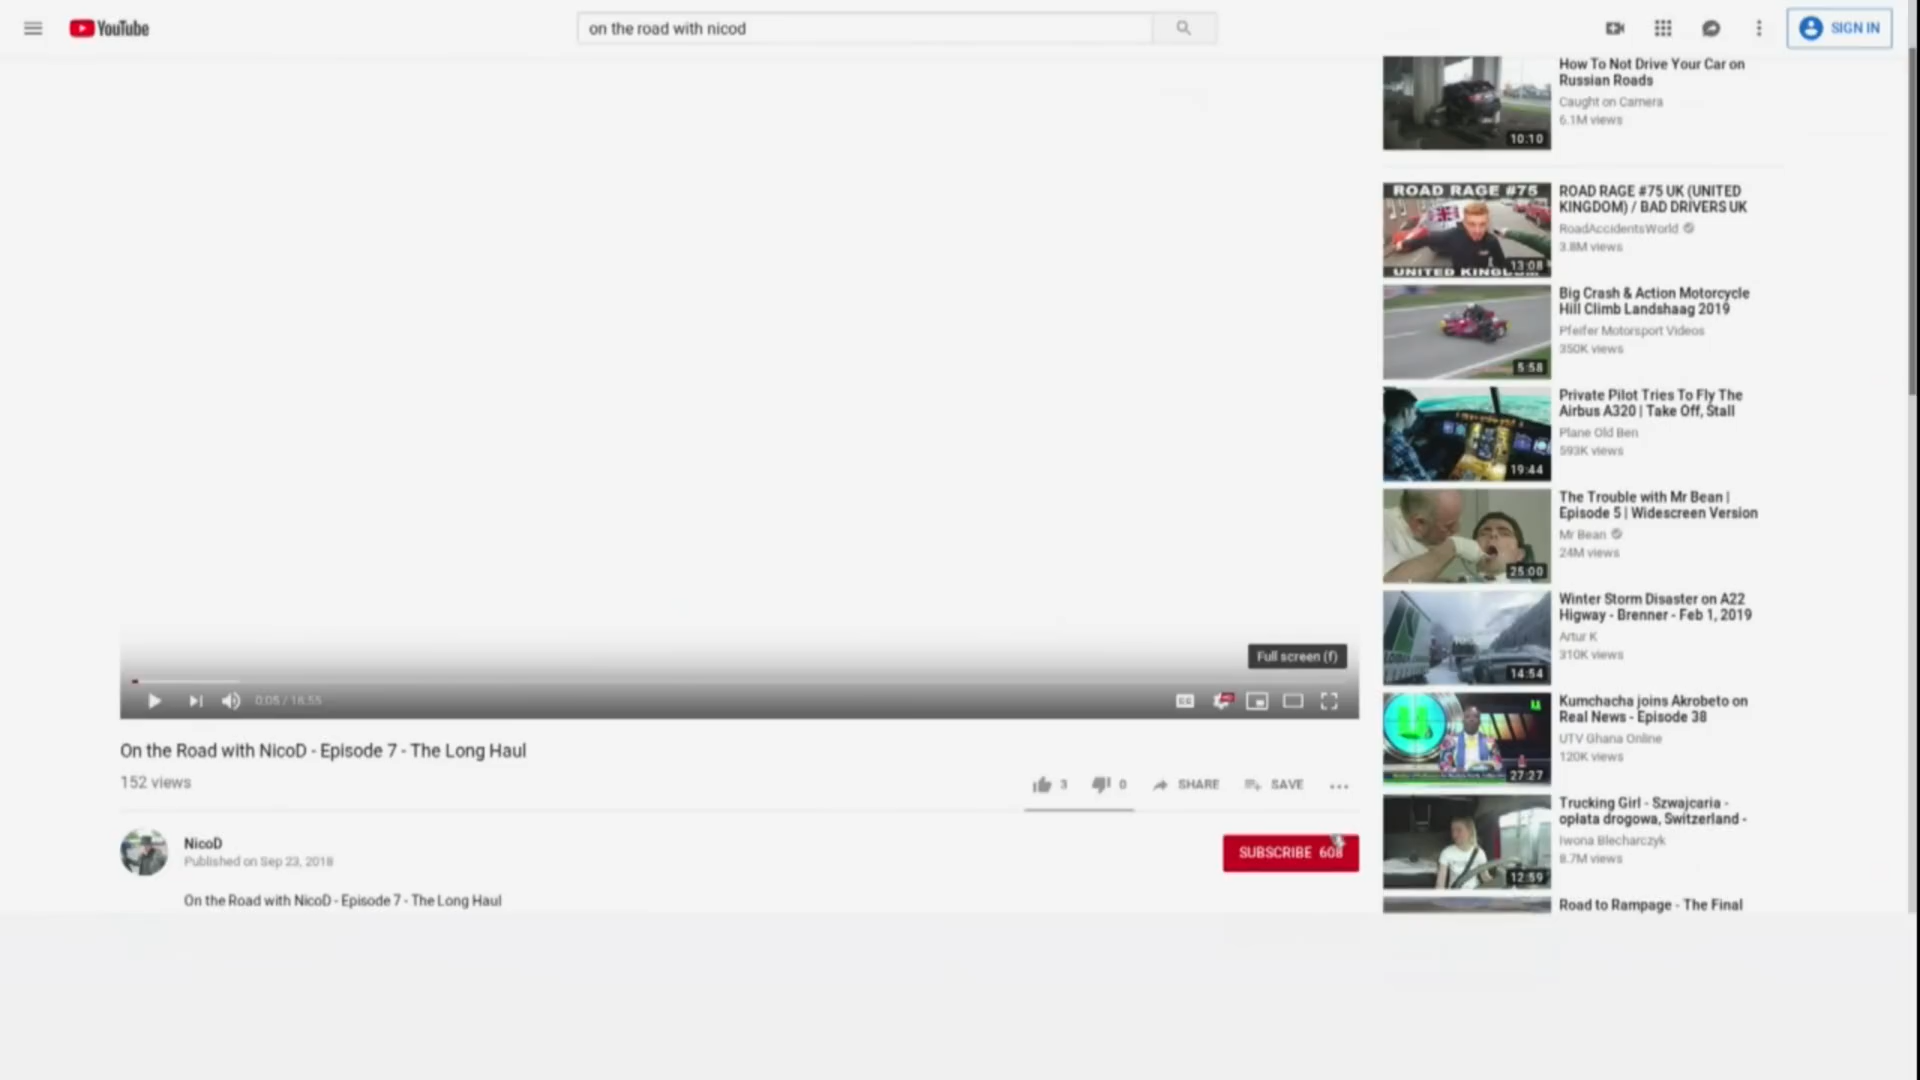 YouTube
on the road with nicod
SIGN IN
How To Not Drive Your Car on
Russian Roads
Caught on Camera
6.1M views
10:10
ROAD RAGE #75
UNITED KINGDOM
13:08
ROAD RAGE #75 UK (UNITED
KINGDOM) / BAD DRIVERS UK
RoadAccidentsWorld
3.8M views
5:58
Big Crash & Action Motorcycle
Hill Climb Landshaag 2019
Pfeifer Motorsport Videos
350K views
19:44
Private Pilot Tries To Fly The
Airbus A320 | Take Off, Stall
Plane Old Ben
593K views
25:00
The Trouble with Mr Bean |
Episode 5 | Widescreen Version
Mr Bean
24M views
14:54
Winter Storm Disaster on A22
Higway - Brenner - Feb 1, 2019
Artur K
310K views
27:27
Kumchacha joins Akrobeto on
Real News - Episode 38
UTV Ghana Online
120K views
12:59
Trucking Girl - Szwajcaria -
opłata drogowa, Switzerland -
Iwona Blecharczyk
8.7M views
Road to Rampage - The Final
Full screen (f)
0:05 / 16:55
On the Road with NicoD - Episode 7 - The Long Haul
152 views
3
0
SHARE
SAVE
NicoD
Published on Sep 23, 2018
SUBSCRIBE 608
On the Road with NicoD - Episode 7 - The Long Haul